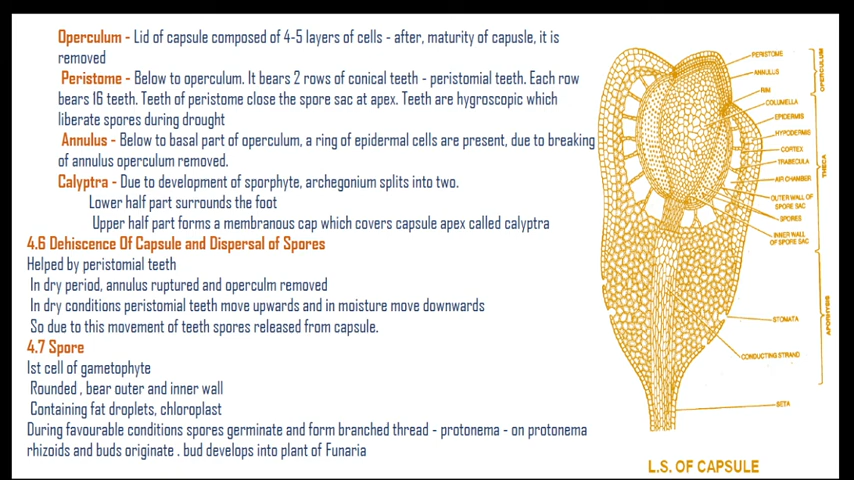 Operculum - Lid of capsule composed of 4-5 layers of cells - after, maturity of capusle, it is
removed
Peristome - Below to operculum. It bears 2 rows of conical teeth - peristomial teeth. Each row
bears 16 teeth. Teeth of peristome close the spore sac at apex. Teeth are hygroscopic which
liberate spores during drought
Annulus - Below to basal part of operculum, a ring of epidermal cells are present, due to breaking
of annulus operculum removed.
Calyptra - Due to development of sporphyte, archegonium splits into two.
Lower half part surrounds the foot
Upper half part forms a membranous cap which covers capsule apex called calyptra
4.6 Dehiscence Of Capsule and Dispersal of Spores
Helped by peristomial teeth
In dry period, annulus ruptured and operculm removed
In dry conditions peristomial teeth move upwards and in moisture move downwards
So due to this movement of teeth spores released from capsule.
4.7 Spore
Ist cell of gametophyte
Rounded , bear outer and inner wall
Containing fat droplets, chloroplast
During favourable conditions spores germinate and form branched thread - protonema - on protonema
rhizoids and buds originate . bud develops into plant of Funaria
PERISTOME
ANNULUS
RIM
COLUMELLA
EPIDERMIS
HYPODERMIS
CORTEX
TRABECULA
AIR CHAMBER
OUTER WALL OF
SPORE SAC
SPORES
INNER WALL
OF SPORE SAC
STOMATA
CONDUCTING STRAND
SETA
OPERCULUM
THECA
APOPHYSIS
L.S. OF CAPSULE